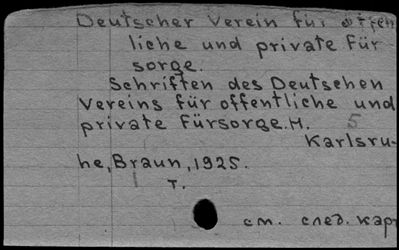 Deutscher Verein für öffent
liche und private Für
sorge.
Schriften des Deutschen
Vereins für offentliche und
private Fürsorge. H. 5
Karlsru-
he, Braun, 1925.
T.
см. след. карт